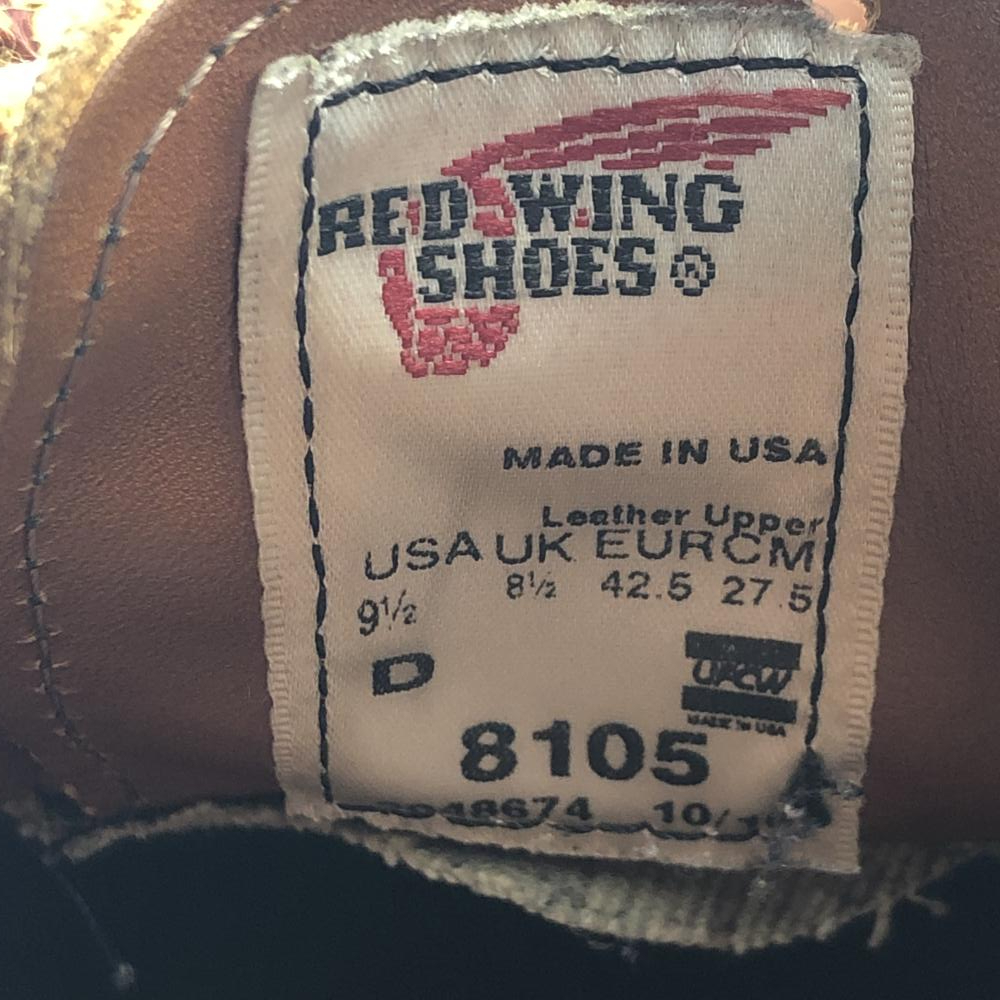 RED WING
SHOES®
MADE IN USA
Leather Upper
USA UK EUR CM
9½ 8½ 42.5 27.5
D
UFCW
MADE IN USA
8105
10/